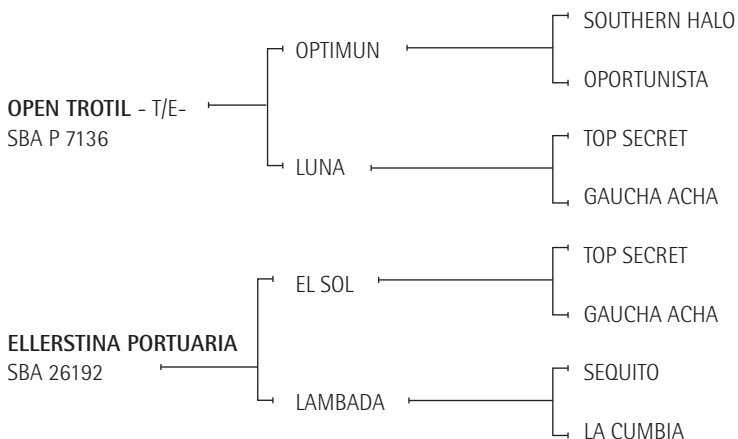 SOUTHERN HALO
OPTIMUN
OPORTUNISTA
OPEN TROTIL - T/E-
SBA P 7136
TOP SECRET
LUNA
GAUCHA ACHA
TOP SECRET
EL SOL
GAUCHA ACHA
ELLERSTINA PORTUARIA
SBA 26192
SEQUITO
LAMBADA
LA CUMBIA